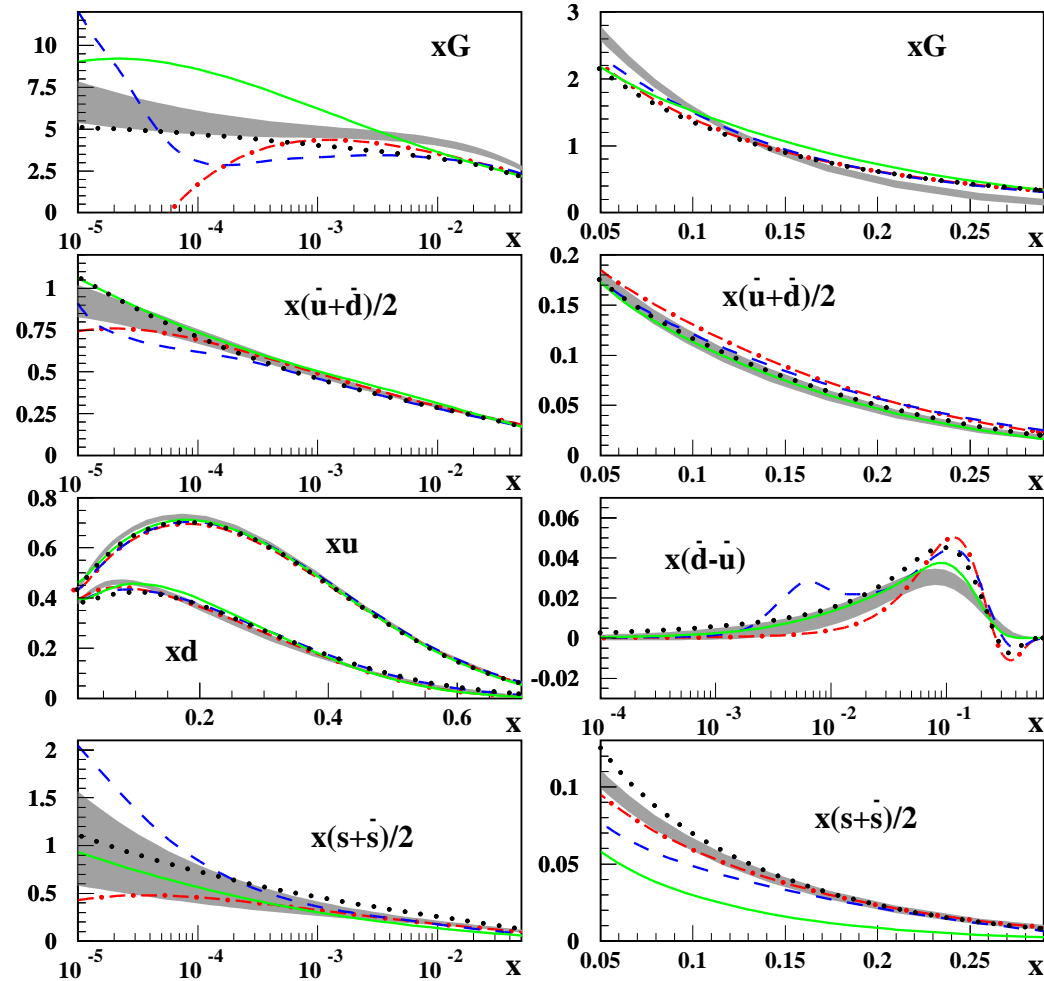 xG
10
7.5
5
2.5
0
10⁻⁵ 10⁻⁴ 10⁻³ 10⁻² x
xG
3
2
1
0
0.05 0.1 0.15 0.2 0.25 x
x(ū+d̄)/2
1
0.75
0.5
0.25
0
10⁻⁵ 10⁻⁴ 10⁻³ 10⁻² x
x(ū+d̄)/2
0.2
0.15
0.1
0.05
0
0.05 0.1 0.15 0.2 0.25 x
0.8
0.6
0.4
0.2
0
xu
xd
0.2 0.4 0.6 x
x(d̄-ū)
0.06
0.04
0.02
0
-0.02
10⁻⁴ 10⁻³ 10⁻² 10⁻¹ x
x(s+s̄)/2
2
1.5
1
0.5
0
10⁻⁵ 10⁻⁴ 10⁻³ 10⁻² x
x(s+s̄)/2
0.1
0.05
0
0.05 0.1 0.15 0.2 0.25 x